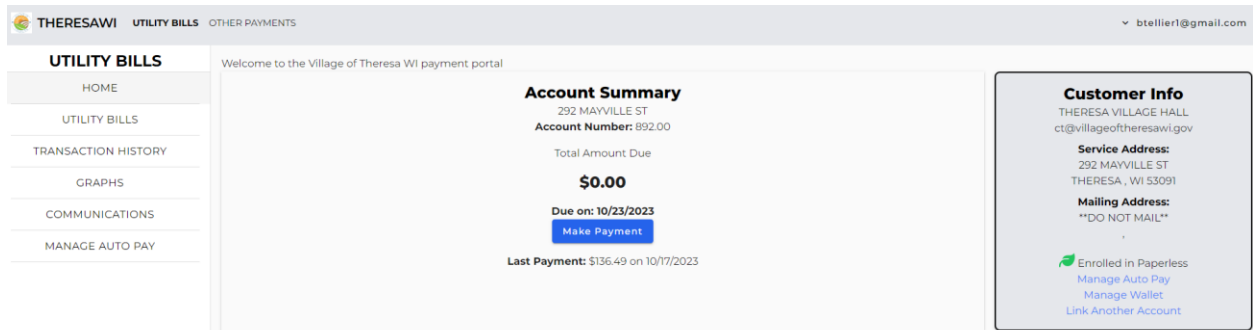 THERESAWI UTILITY BILLS OTHER PAYMENTS btellier1@gmail.com
UTILITY BILLS
HOME
UTILITY BILLS
TRANSACTION HISTORY
GRAPHS
COMMUNICATIONS
MANAGE AUTO PAY
Welcome to the Village of Theresa WI payment portal
Account Summary
292 MAYVILLE ST
Account Number: 892.00
Total Amount Due
$0.00
Due on: 10/23/2023
Make Payment
Last Payment: $136.49 on 10/17/2023
Customer Info
THERESA VILLAGE HALL
ct@villageoftheresawi.gov
Service Address:
292 MAYVILLE ST
THERESA , WI 53091
Mailing Address:
**DO NOT MAIL**
,
Enrolled in Paperless
Manage Auto Pay
Manage Wallet
Link Another Account